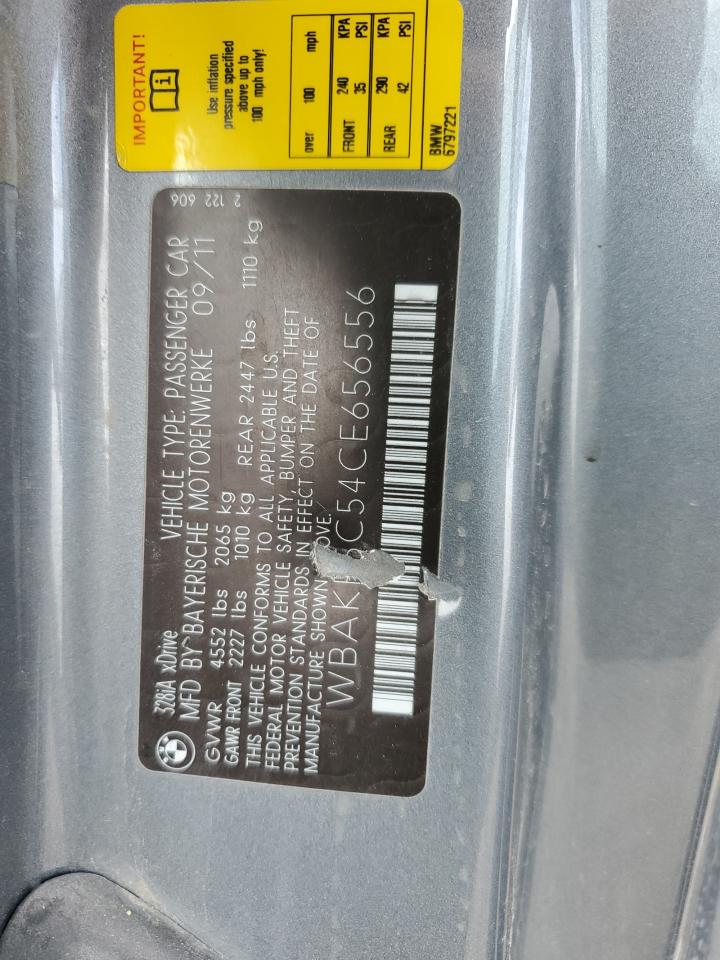 IMPORTANT!
Use inflation
pressure specified
above up to
100 mph only!
over 100 mph
FRONT 240 KPA
35 PSI
REAR 290 KPA
42 PSI
BMW
6797221
2 122 606
328iA xDrive VEHICLE TYPE: PASSENGER CAR
MFD BY BAYERISCHE MOTORENWERKE 09/11
GVWR 4552 lbs 2065 kg
GAWR FRONT 2227 lbs 1010 kg REAR 2447 lbs 1110 kg
THIS VEHICLE CONFORMS TO ALL APPLICABLE U.S.
FEDERAL MOTOR VEHICLE SAFETY, BUMPER AND THEFT
PREVENTION STANDARDS IN EFFECT ON THE DATE OF
MANUFACTURE SHOWN OVE.
WBAK C54CE656556